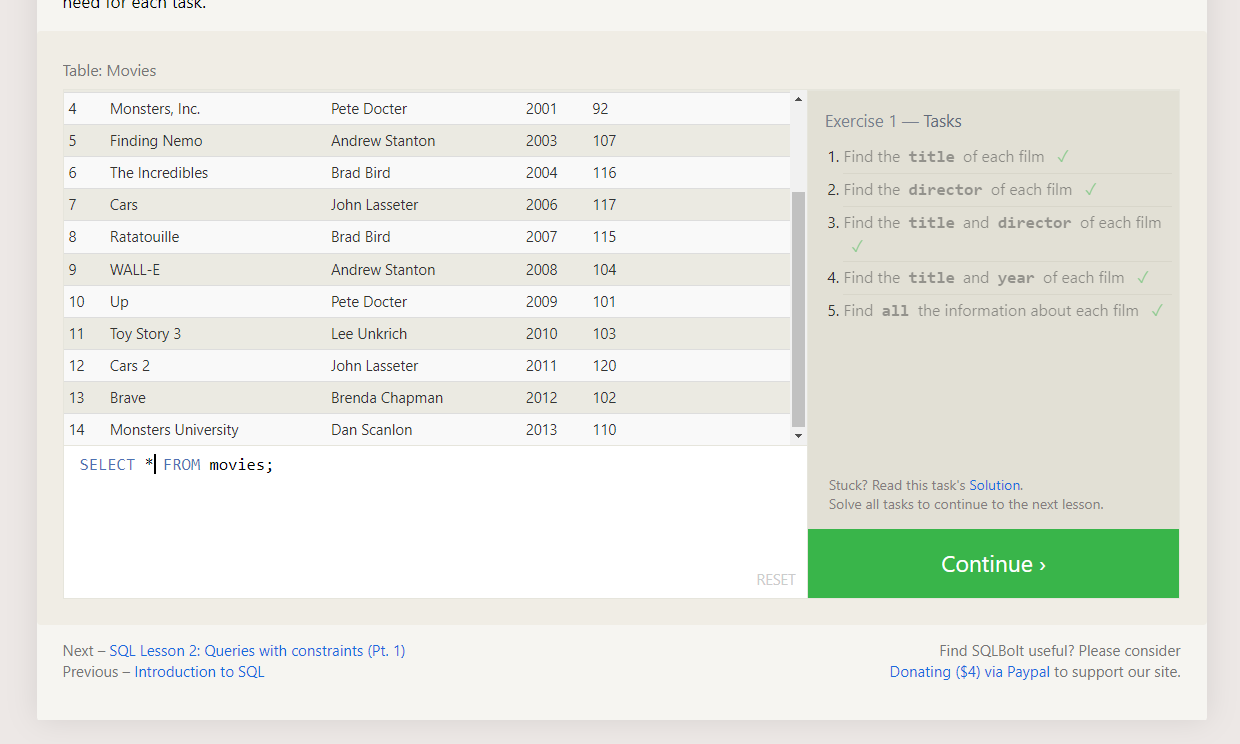 need for each task.
Table: Movies
4 Monsters, Inc. Pete Docter 2001 92
5 Finding Nemo Andrew Stanton 2003 107
6 The Incredibles Brad Bird 2004 116
7 Cars John Lasseter 2006 117
8 Ratatouille Brad Bird 2007 115
9 WALL-E Andrew Stanton 2008 104
10 Up Pete Docter 2009 101
11 Toy Story 3 Lee Unkrich 2010 103
12 Cars 2 John Lasseter 2011 120
13 Brave Brenda Chapman 2012 102
14 Monsters University Dan Scanlon 2013 110
SELECT * FROM movies;
RESET
Exercise 1 — Tasks
1. Find the title of each film ✓
2. Find the director of each film ✓
3. Find the title and director of each film
✓
4. Find the title and year of each film ✓
5. Find all the information about each film ✓
Stuck? Read this task's Solution.
Solve all tasks to continue to the next lesson.
Continue ›
Next – SQL Lesson 2: Queries with constraints (Pt. 1)
Previous – Introduction to SQL
Find SQLBolt useful? Please consider
Donating ($4) via Paypal to support our site.